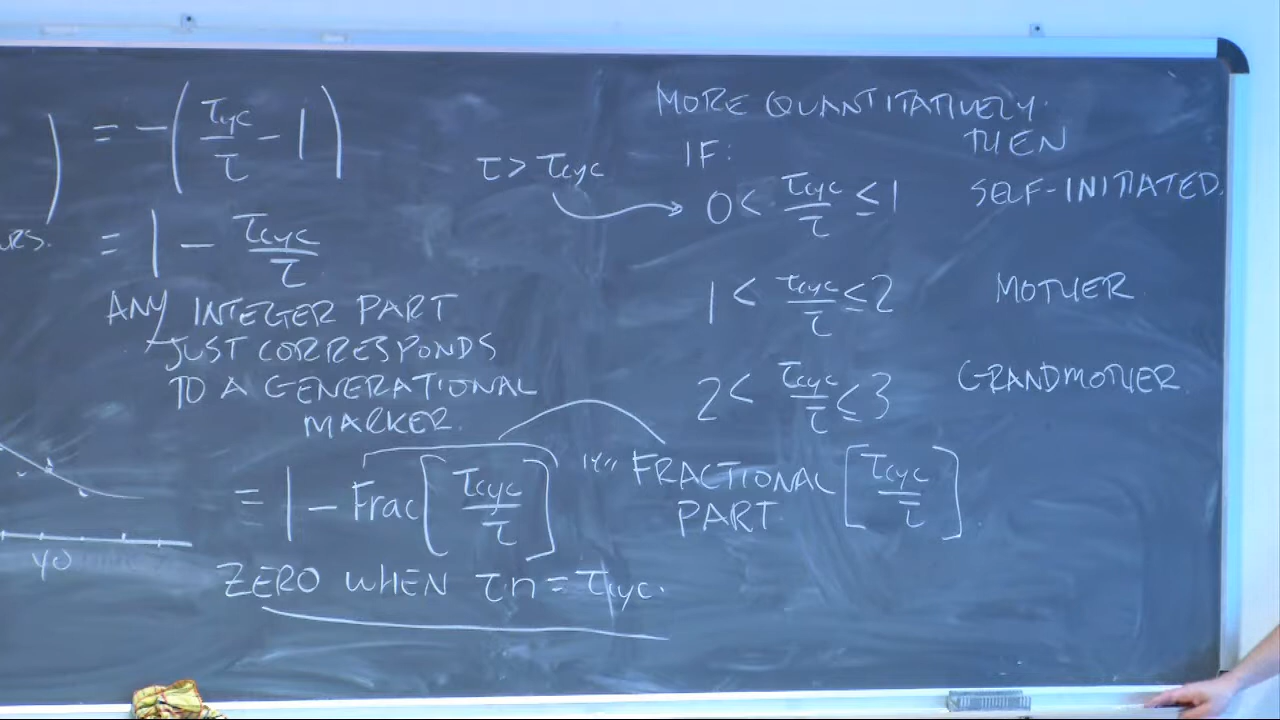 ) = -(τcyc/τ - 1)
= 1 - τcyc/τ
ANY INTEGER PART
JUST CORRESPONDS
TO A GENERATIONAL
MARKER.
= 1 - Frac[τcyc/τ]
ZERO WHEN τn = τcyc.
40
MORE QUANTITATIVELY.
IF: THEN
τ > τcyc
0 < τcyc/τ ≤ 1 SELF-INITIATED.
1 < τcyc/τ ≤ 2 MOTHER.
2 < τcyc/τ ≤ 3 GRANDMOTHER.
FRACTIONAL [τcyc/τ]
PART